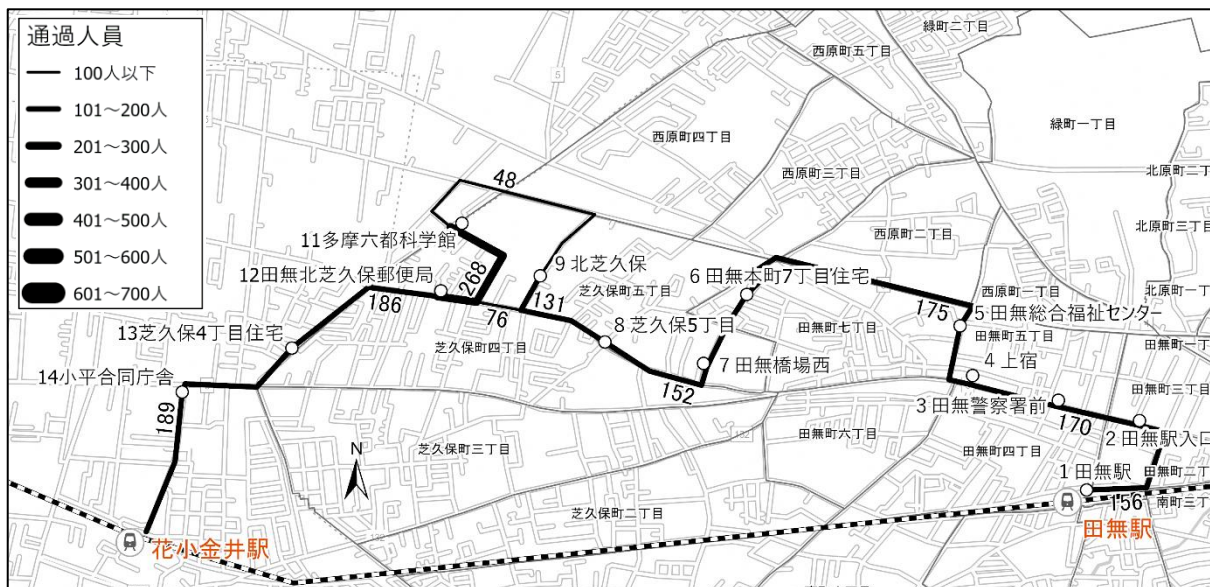 通過人員
100人以下
101～200人
201～300人
301～400人
401～500人
501～600人
601～700人
緑町二丁目
西原町五丁目
5
緑町一丁目
西原町四丁目
西原町三丁目
北原町二丁
48
北原町三丁目
西原町二丁目
11多摩六都科学館
9 北芝久保
12田無北芝久保郵便局
268
6 田無本町7丁目住宅
芝久保町五丁目
西原町一丁目
北原町一丁
186
131
175
76
5 田無総合福祉センター
13芝久保4丁目住宅
8 芝久保5丁目
田無町七丁目
田無町五丁目
田無町一丁
芝久保町四丁目
4 上宿
7 田無橋場西
14小平合同庁舎
152
田無町三丁目
3 田無警察署前
189
170
2 田無駅入口
N
田無町六丁目
芝久保町三丁目
田無町四丁目
田無町二丁
1 田無駅
156
南町三丁目
芝久保町二丁目
田無駅
花小金井駅